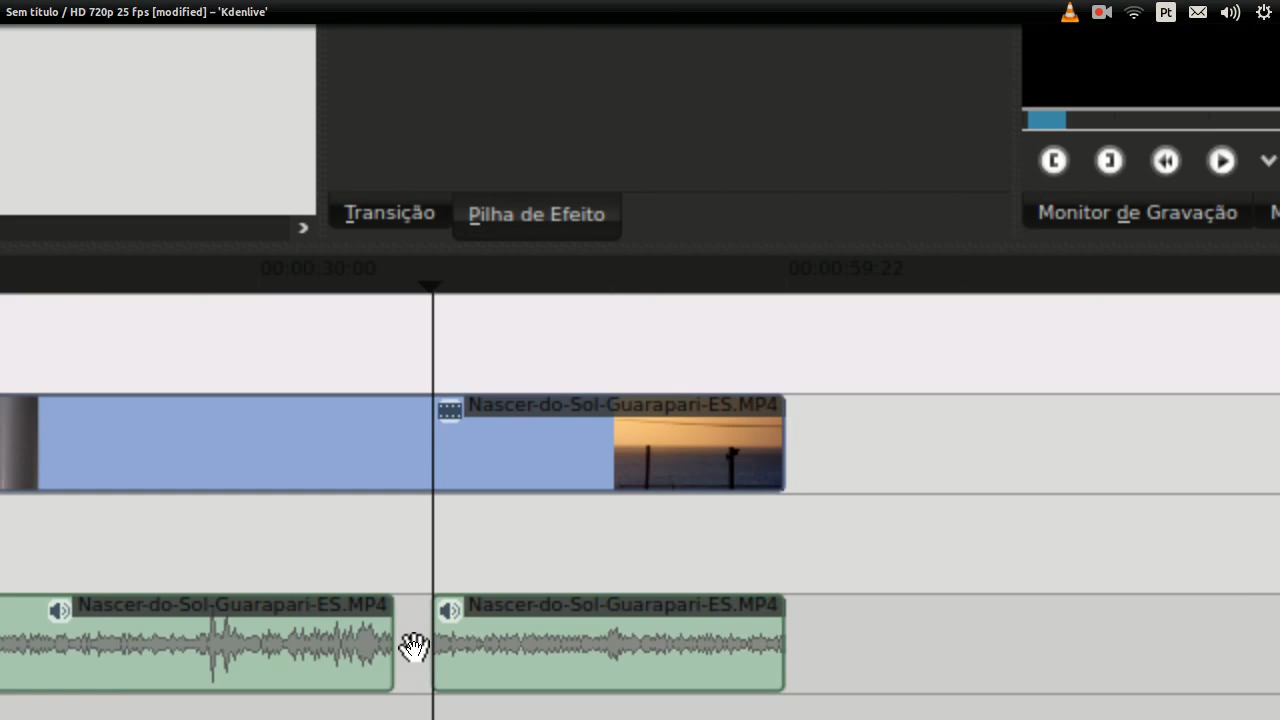 Sem título / HD 720p 25 fps [modified] – 'Kdenlive'
Pt
Transição
Pilha de Efeito
Monitor de Gravação
00:00:30:00
00:00:59:22
Nascer-do-Sol-Guarapari-ES.MP4
Nascer-do-Sol-Guarapari-ES.MP4
Nascer-do-Sol-Guarapari-ES.MP4